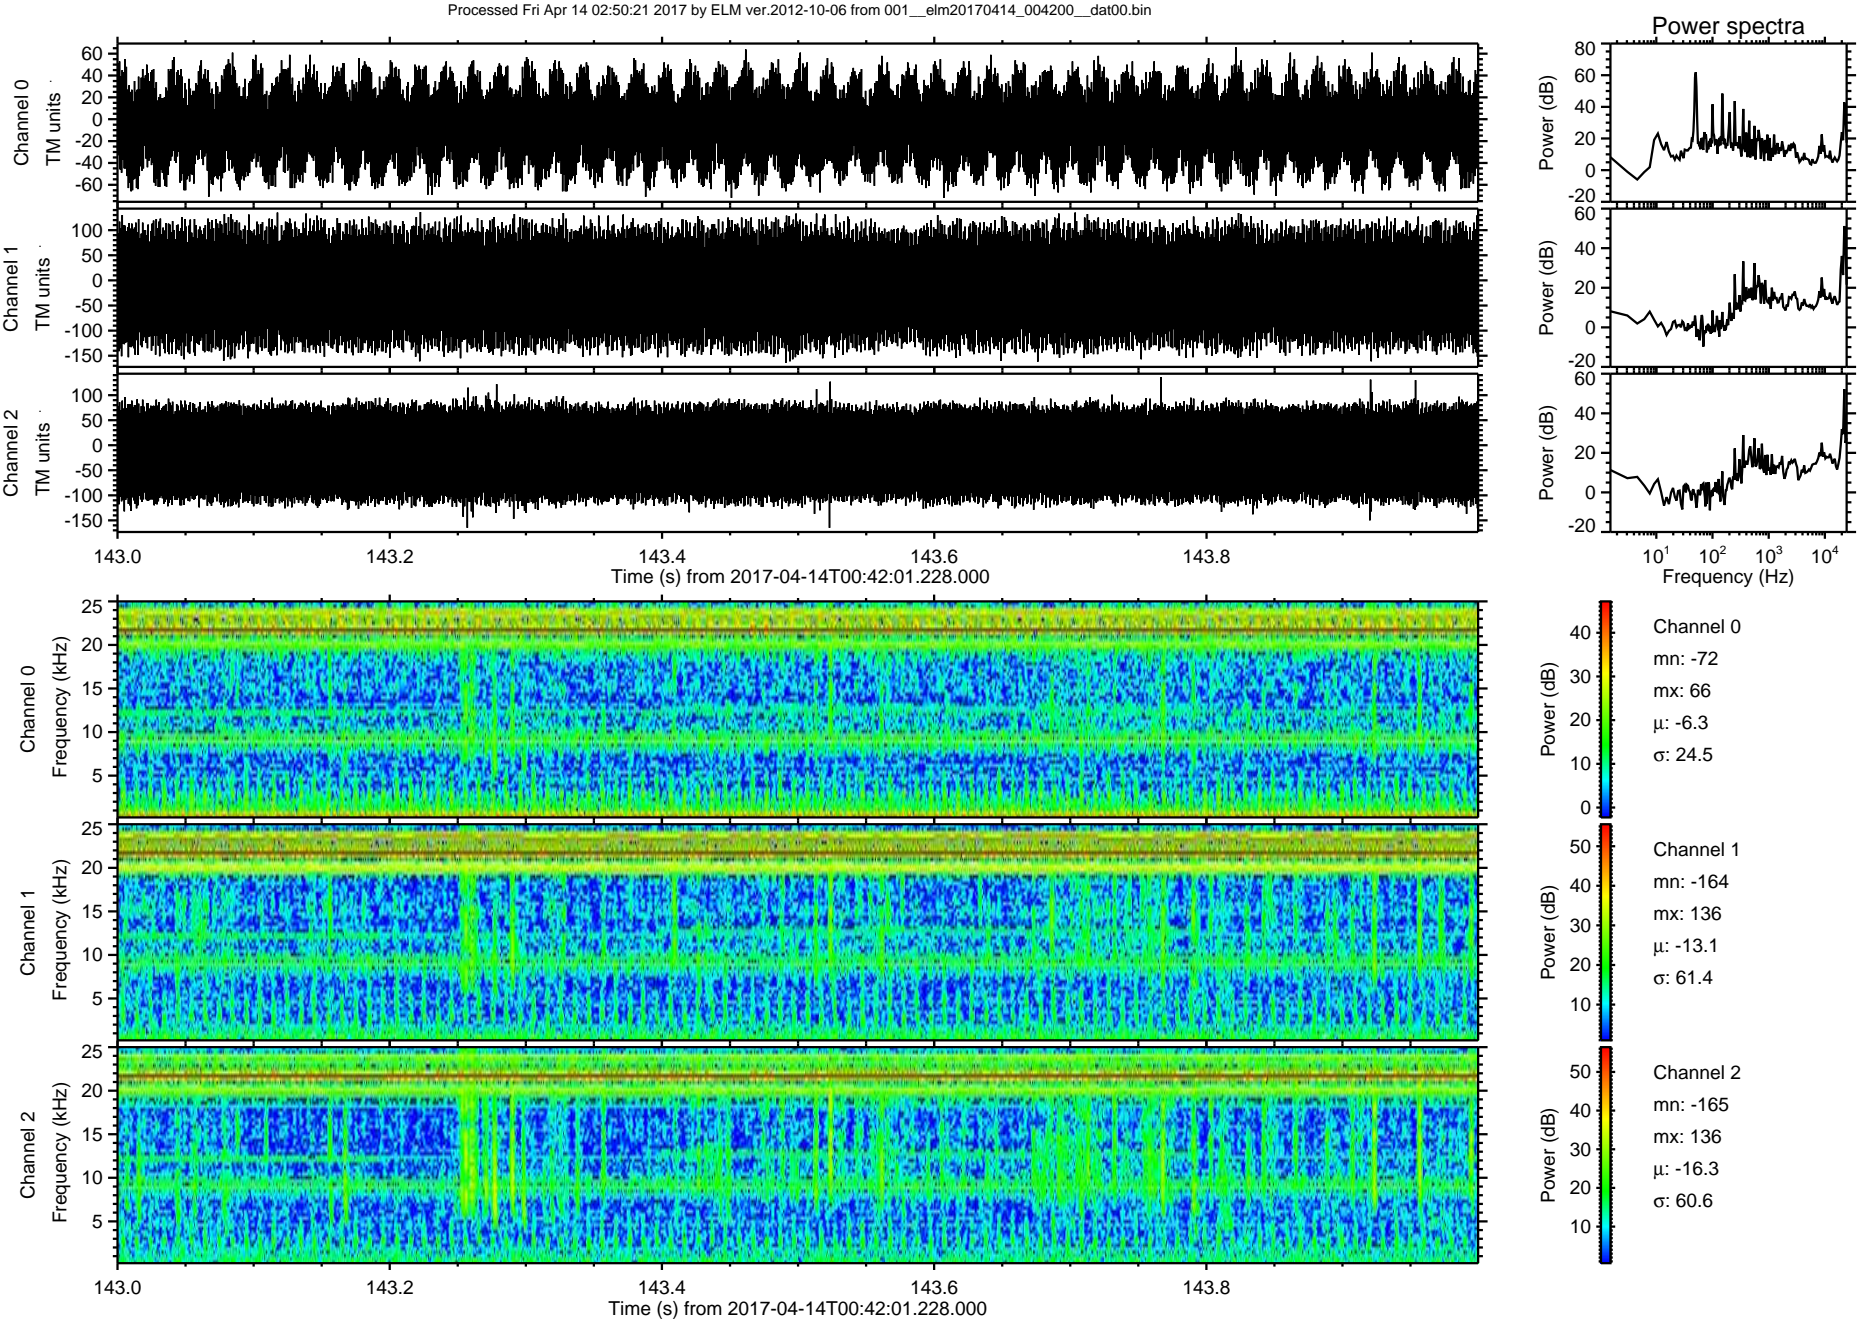 Processed Fri Apr 14 02:50:21 2017 by ELM ver.2012-10-06 from 001__elm20170414_004200__dat00.bin
Power spectra
Channel 0
TM units
60
40
20
0
-20
-40
-60
Power (dB)
80
60
40
20
0
-20
Channel 1
TM units
100
50
0
-50
-100
-150
Power (dB)
60
40
20
0
-20
Channel 2
TM units
100
50
0
-50
-100
-150
Power (dB)
60
40
20
0
-20
143.0 143.2 143.4 143.6 143.8
Time (s) from 2017-04-14T00:42:01.228.000
10¹ 10² 10³ 10⁴
Frequency (Hz)
Channel 0
Frequency (kHz)
25
20
15
10
5
Power (dB)
40
30
20
10
0
Channel 0
mn: -72
mx: 66
μ: -6.3
σ: 24.5
Channel 1
Frequency (kHz)
25
20
15
10
5
Power (dB)
50
40
30
20
10
Channel 1
mn: -164
mx: 136
μ: -13.1
σ: 61.4
Channel 2
Frequency (kHz)
25
20
15
10
5
Power (dB)
50
40
30
20
10
Channel 2
mn: -165
mx: 136
μ: -16.3
σ: 60.6
143.0 143.2 143.4 143.6 143.8
Time (s) from 2017-04-14T00:42:01.228.000